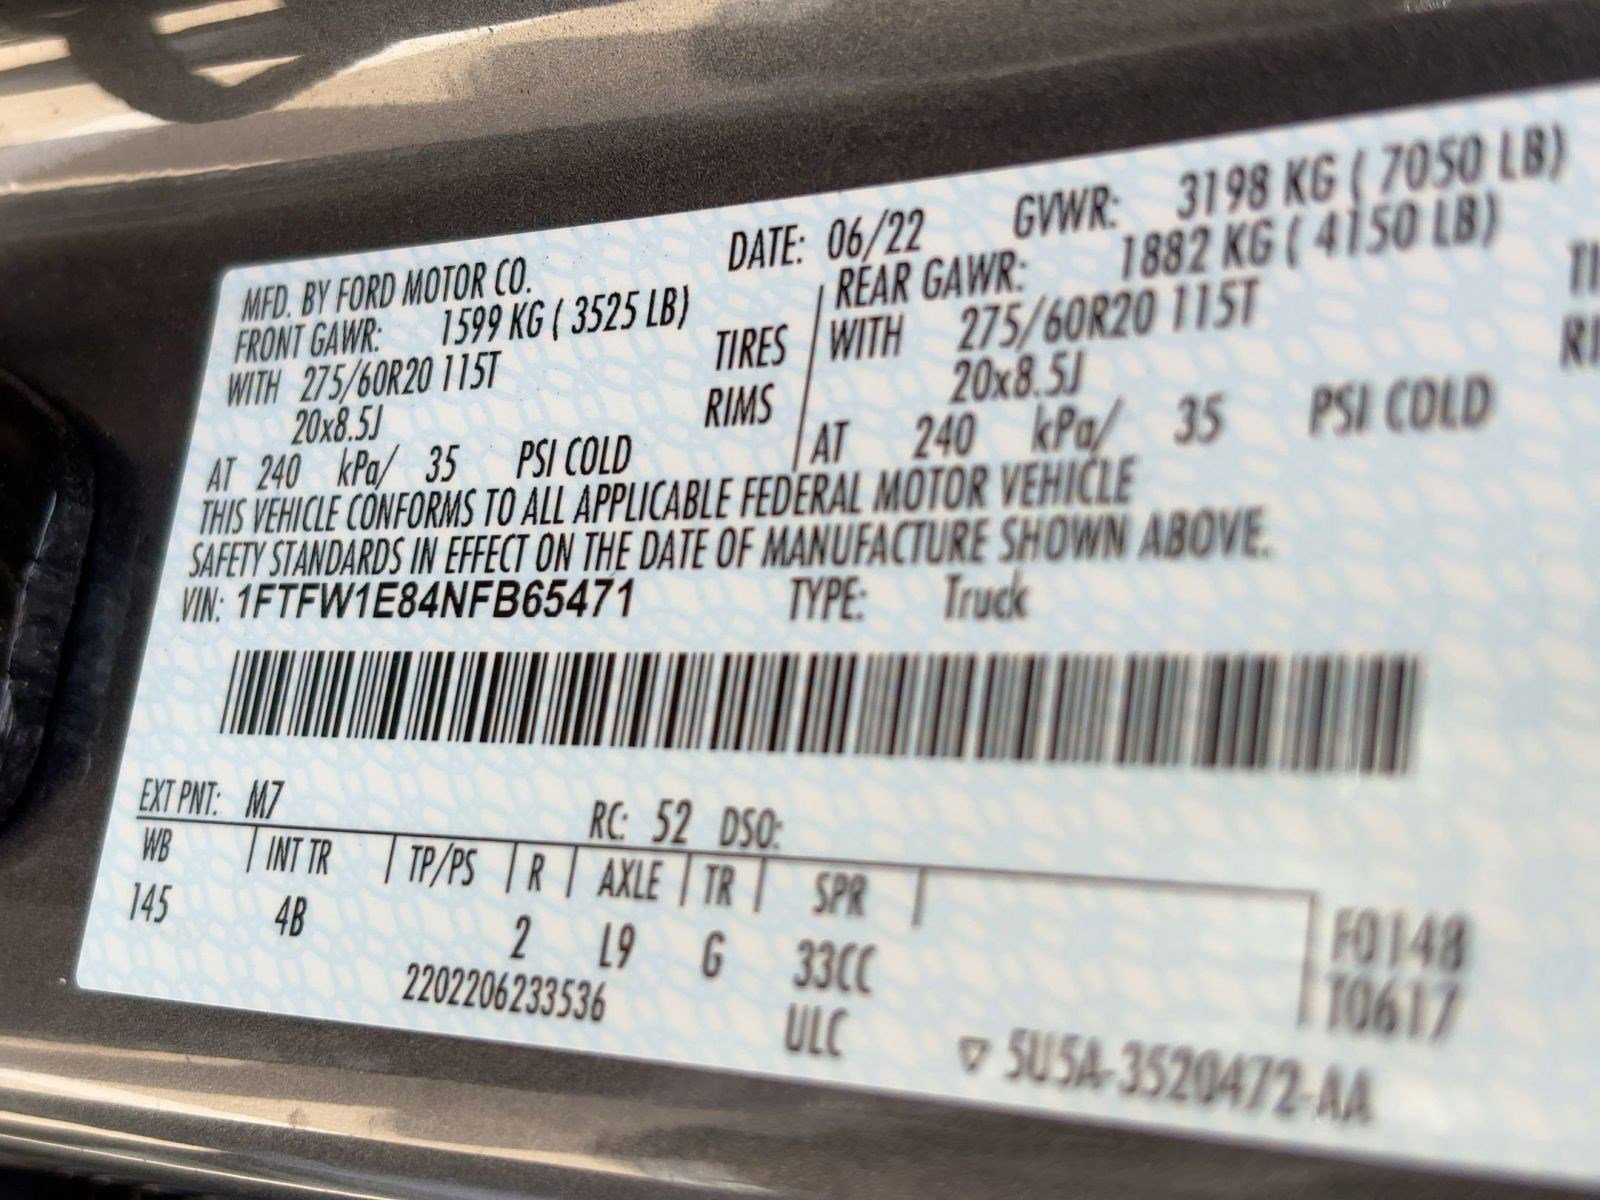 DATE: 06/22 GVWR: 3198 KG ( 7050 LB)
MFD. BY FORD MOTOR CO.
FRONT GAWR: 1599 KG ( 3525 LB) REAR GAWR: 1882 KG ( 4150 LB)
WITH 275/60R20 115T TIRES WITH 275/60R20 115T
20x8.5J RIMS 20x8.5J
AT 240 kPa/ 35 PSI COLD AT 240 kPa/ 35 PSI COLD
THIS VEHICLE CONFORMS TO ALL APPLICABLE FEDERAL MOTOR VEHICLE
SAFETY STANDARDS IN EFFECT ON THE DATE OF MANUFACTURE SHOWN ABOVE.
VIN: 1FTFW1E84NFB65471 TYPE: Truck
EXT PNT: M7 RC: 52 DSO:
WB | INT TR | TP/PS | R | AXLE | TR | SPR |
145 4B 2 L9 G 33CC F0148
2202206233536 ULC T0617
5U5A-3520472-AA